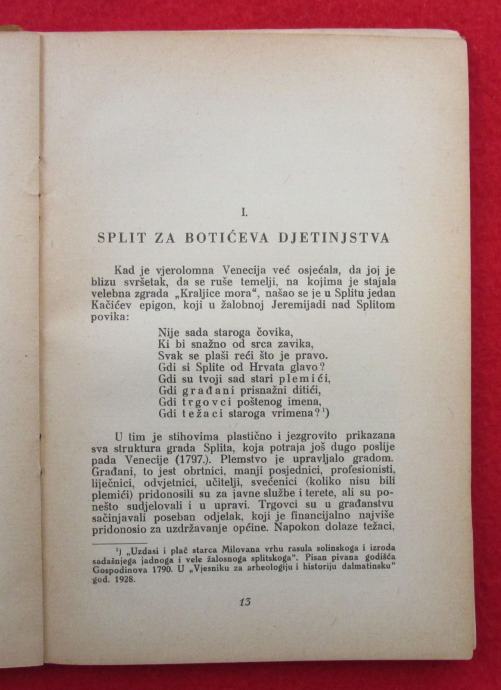 I.
SPLIT ZA BOTIĆEVA DJETINJSTVA
Kad je vjerolomna Venecija već osjećala, da joj je
blizu svršetak, da se ruše temelji, na kojima je stajala
velebna zgrada „Kraljice mora“, našao se je u Splitu jedan
Kačićev epigon, koji u žalobnoj Jeremijadi nad Splitom
povika:
Nije sada staroga čovika,
Ki bi snažno od srca zavika,
Svak se plaši reći što je pravo.
Gdi si Splite od Hrvata glavo?
Gdi su tvoji sad stari plemići,
Gdi građani prisnažni ditići,
Gdi trgovci poštenog imena,
Gdi težaci staroga vrimena?¹)
U tim je stihovima plastično i jezgrovito prikazana
sva struktura grada Splita, koja potraja još dugo poslije
pada Venecije (1797.). Plemstvo je upravljalo gradom.
Građani, to jest obrtnici, manji posjednici, profesionisti,
liječnici, odvjetnici, učitelji, svećenici (koliko nisu bili
plemići) pridonosili su za javne službe i terete, ali su po-
nešto sudjelovali i u upravi. Trgovci su u građanstvu
sačinjavali poseban odjelak, koji je financijalno najviše
pridonosio za uzdržavanje općine. Napokon dolaze težaci,
¹) „Uzdasi i plač starca Milovana vrhu rasula solinskoga i izroda
sadašnjega jadnoga i vele žalosnoga splitskoga“. Pisan pivana godišća
Gospodinova 1790. U „Vjesniku za arheologiju i historiju dalmatinsku“
god. 1928.
13